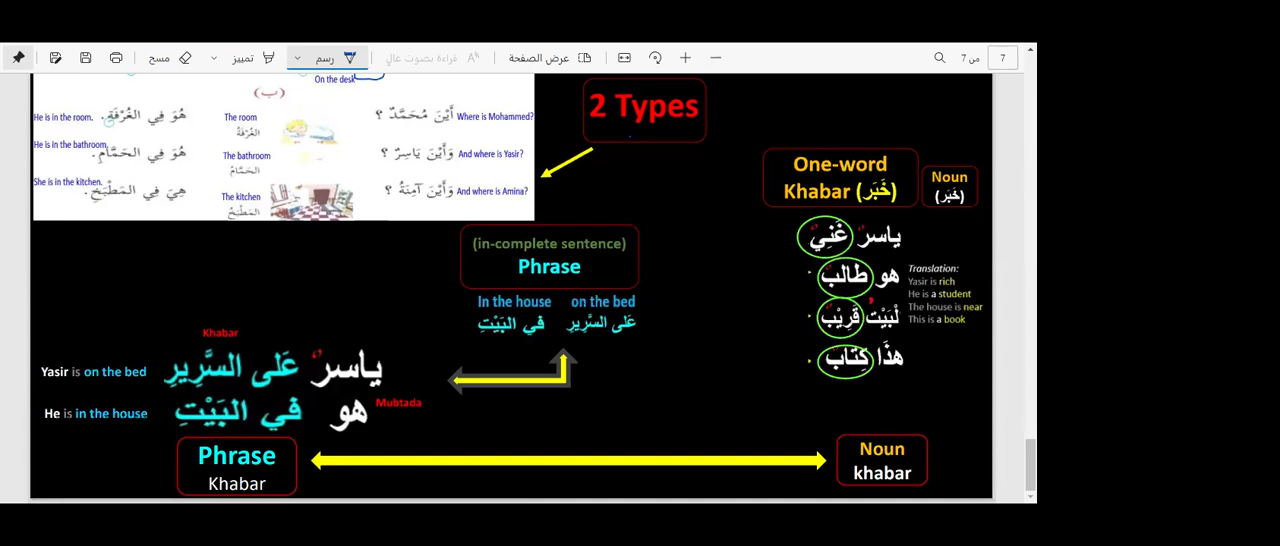 مسح
تمييز
رسم
قراءة بصوت عالٍ
عرض الصفحة
7 من 7
On the desk
(ب)
Where is Mohammed? أَيْنَ مُحَمَّدٌ ؟
The room
الغُرْفَةُ
He is in the room. هُوَ فِي الغُرْفَةِ.
And where is Yasir? وَأَيْنَ يَاسِرٌ ؟
The bathroom
الحَمَّامُ
He is in the bathroom. هُوَ فِي الحَمَّامِ.
And where is Amina? وَأَيْنَ آمِنَةُ ؟
The kitchen
المَطْبَخُ
She is in the kitchen. هِيَ فِي المَطْبَخِ.
2 Types
One-word
Khabar (خَبَر)
Noun
(خَبَر)
ياسرٌ غَنِيٌ
هو طالبٌ
لْبَيْتُ قَرِيْبٌ
هذَا كِتَابٌ
Translation:
Yasir is rich
He is a student
The house is near
This is a book
(in-complete sentence)
Phrase
In the house on the bed
عَلى السَّرِيرِ في البَيْتِ
Khabar
ياسرٌ عَلى السَّرِيرِ
Yasir is on the bed
Mubtada
هو في البَيْتِ
He is in the house
Phrase
Khabar
Noun
khabar